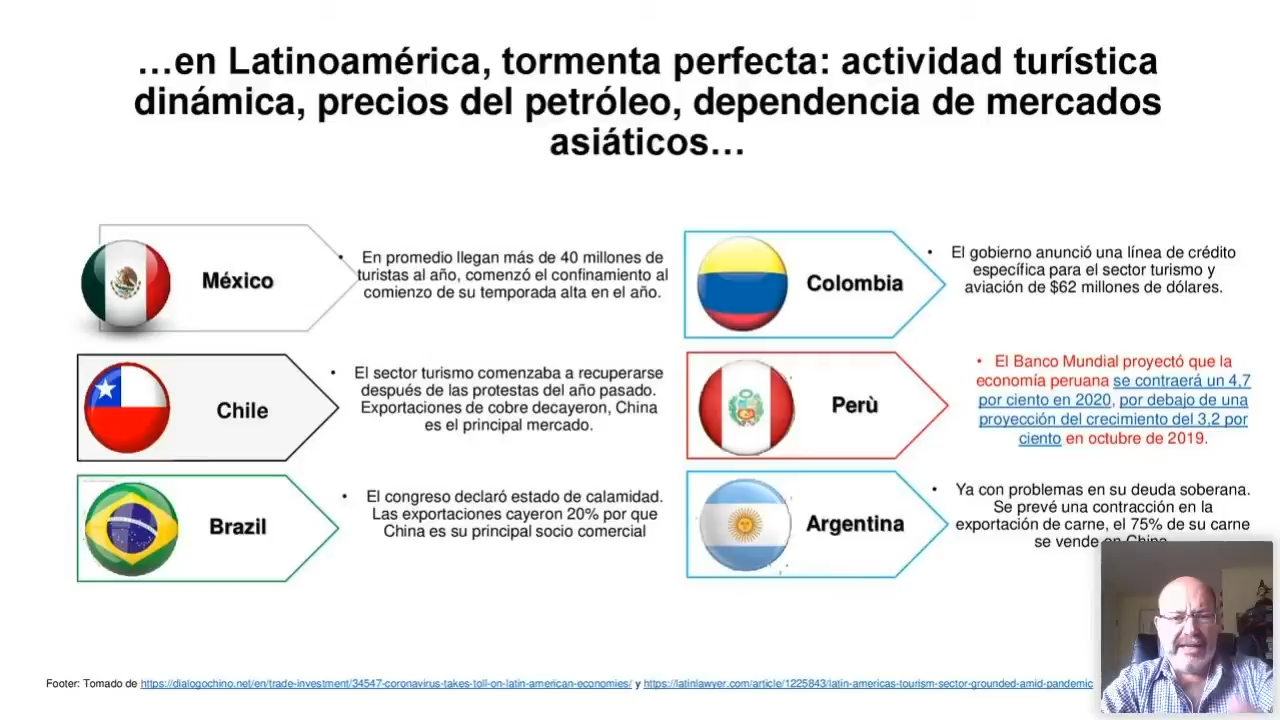 …en Latinoamérica, tormenta perfecta: actividad turística
dinámica, precios del petróleo, dependencia de mercados
asiáticos…
México
• En promedio llegan más de 40 millones de
turistas al año, comenzó el confinamiento al
comienzo de su temporada alta en el año.
Colombia
• El gobierno anunció una línea de crédito
específica para el sector turismo y
aviación de $62 millones de dólares.
Chile
• El sector turismo comenzaba a recuperarse
después de las protestas del año pasado.
Exportaciones de cobre decayeron, China
es el principal mercado.
Perù
• El Banco Mundial proyectó que la
economía peruana se contraerá un 4,7
por ciento en 2020, por debajo de una
proyección del crecimiento del 3,2 por
ciento en octubre de 2019.
Brazil
• El congreso declaró estado de calamidad.
Las exportaciones cayeron 20% por que
China es su principal socio comercial
Argentina
• Ya con problemas en su deuda soberana.
Se prevé una contracción en la
exportación de carne, el 75% de su carne
se vende en China
Footer: Tomado de https://dialogochino.net/en/trade-investment/34547-coronavirus-takes-toll-on-latin-american-economies/ y https://latinlawyer.com/article/1225843/latin-americas-tourism-sector-grounded-amid-pandemic